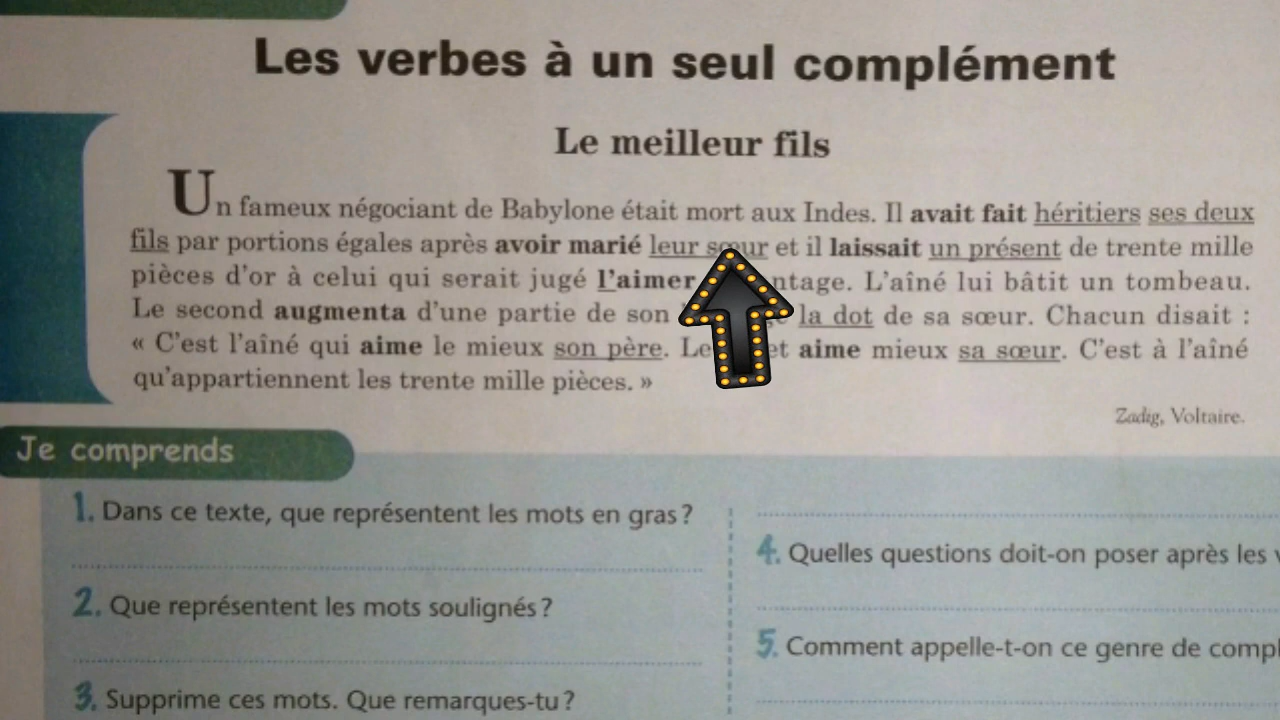 Les verbes à un seul complément
Le meilleur fils
Un fameux négociant de Babylone était mort aux Indes. Il avait fait héritiers ses deux
fils par portions égales après avoir marié leur sœur et il laissait un présent de trente mille
pièces d'or à celui qui serait jugé l'aimer. L'aîné lui bâtit un tombeau.
Le second augmenta d'une partie de son la dot de sa sœur. Chacun disait :
« C'est l'aîné qui aime le mieux son père. Le aime mieux sa sœur. C'est à l'aîné
qu'appartiennent les trente mille pièces. »
Zadig, Voltaire.
Je comprends
1. Dans ce texte, que représentent les mots en gras ?
2. Que représentent les mots soulignés ?
3. Supprime ces mots. Que remarques-tu ?
4. Quelles questions doit-on poser après les
5. Comment appelle-t-on ce genre de